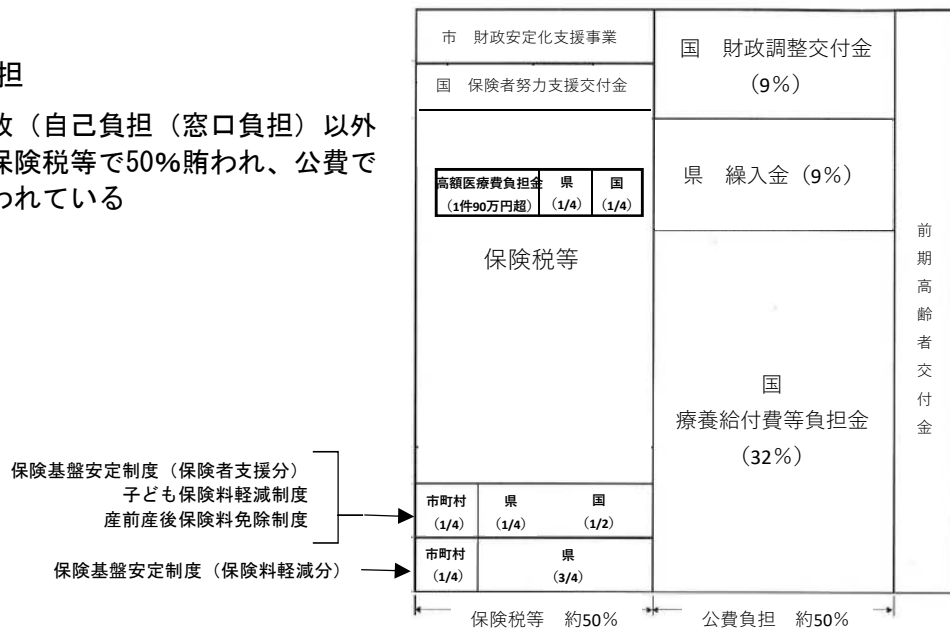 担
政（自己負担（窓口負担）以外
保険税等で50％賄われ、公費で
われている
市　財政安定化支援事業
国　保険者努力支援交付金
高額医療費負担金
（1件90万円超）
県
（1/4）
国
（1/4）
保険税等
国　財政調整交付金
（9％）
県　繰入金（9％）
国
療養給付費等負担金
（32％）
前期高齢者交付金
保険基盤安定制度（保険者支援分）
子ども保険料軽減制度
産前産後保険料免除制度
市町村
（1/4）
県
（1/4）
国
（1/2）
保険基盤安定制度（保険料軽減分）
市町村
（1/4）
県
（3/4）
保険税等　約50％
公費負担　約50％